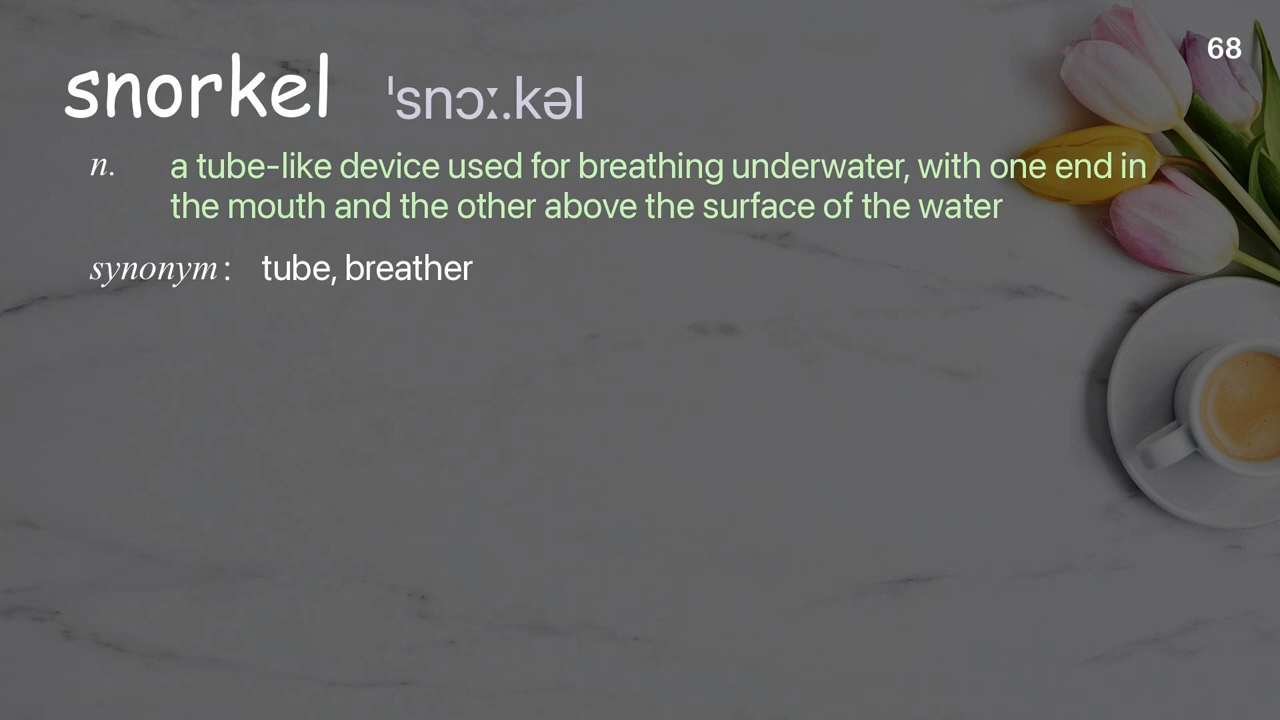 68
snorkel ˈsnɔː.kəl
n. a tube-like device used for breathing underwater, with one end in
the mouth and the other above the surface of the water
synonym: tube, breather